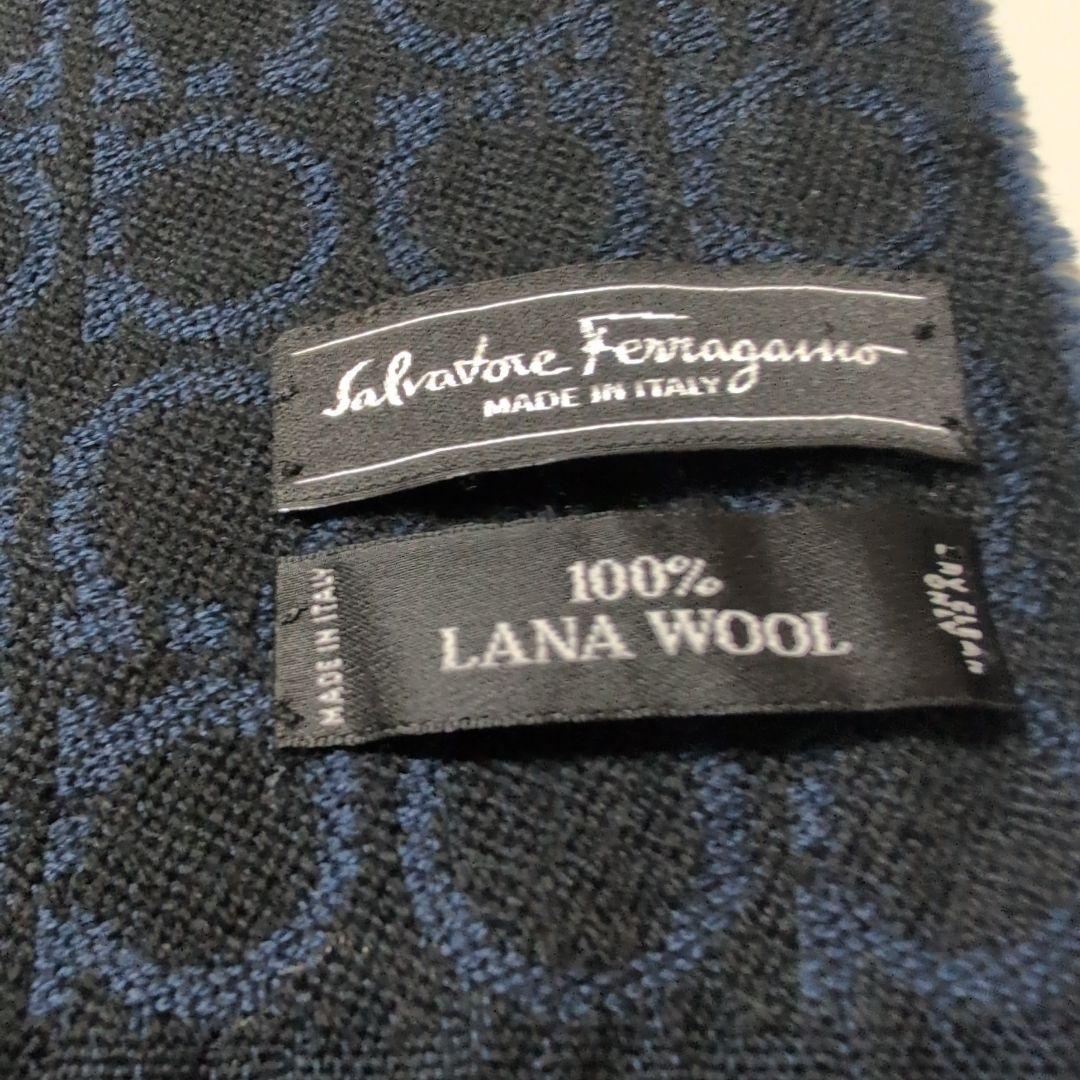 Salvatore Ferragamo
MADE IN ITALY
100%
LANA WOOL
MADE IN ITALY